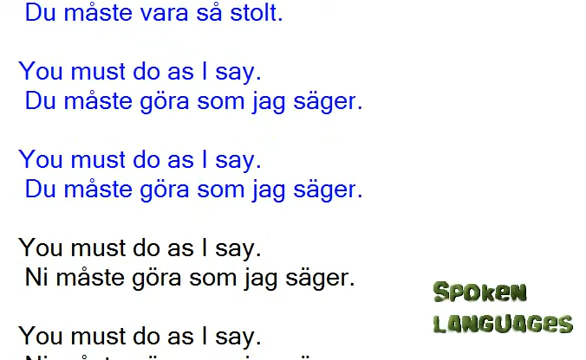 Du måste vara så stolt.
You must do as I say.
Du måste göra som jag säger.
You must do as I say.
Du måste göra som jag säger.
You must do as I say.
Ni måste göra som jag säger.
You must do as I say.
SPOKEN
LANGUAGES